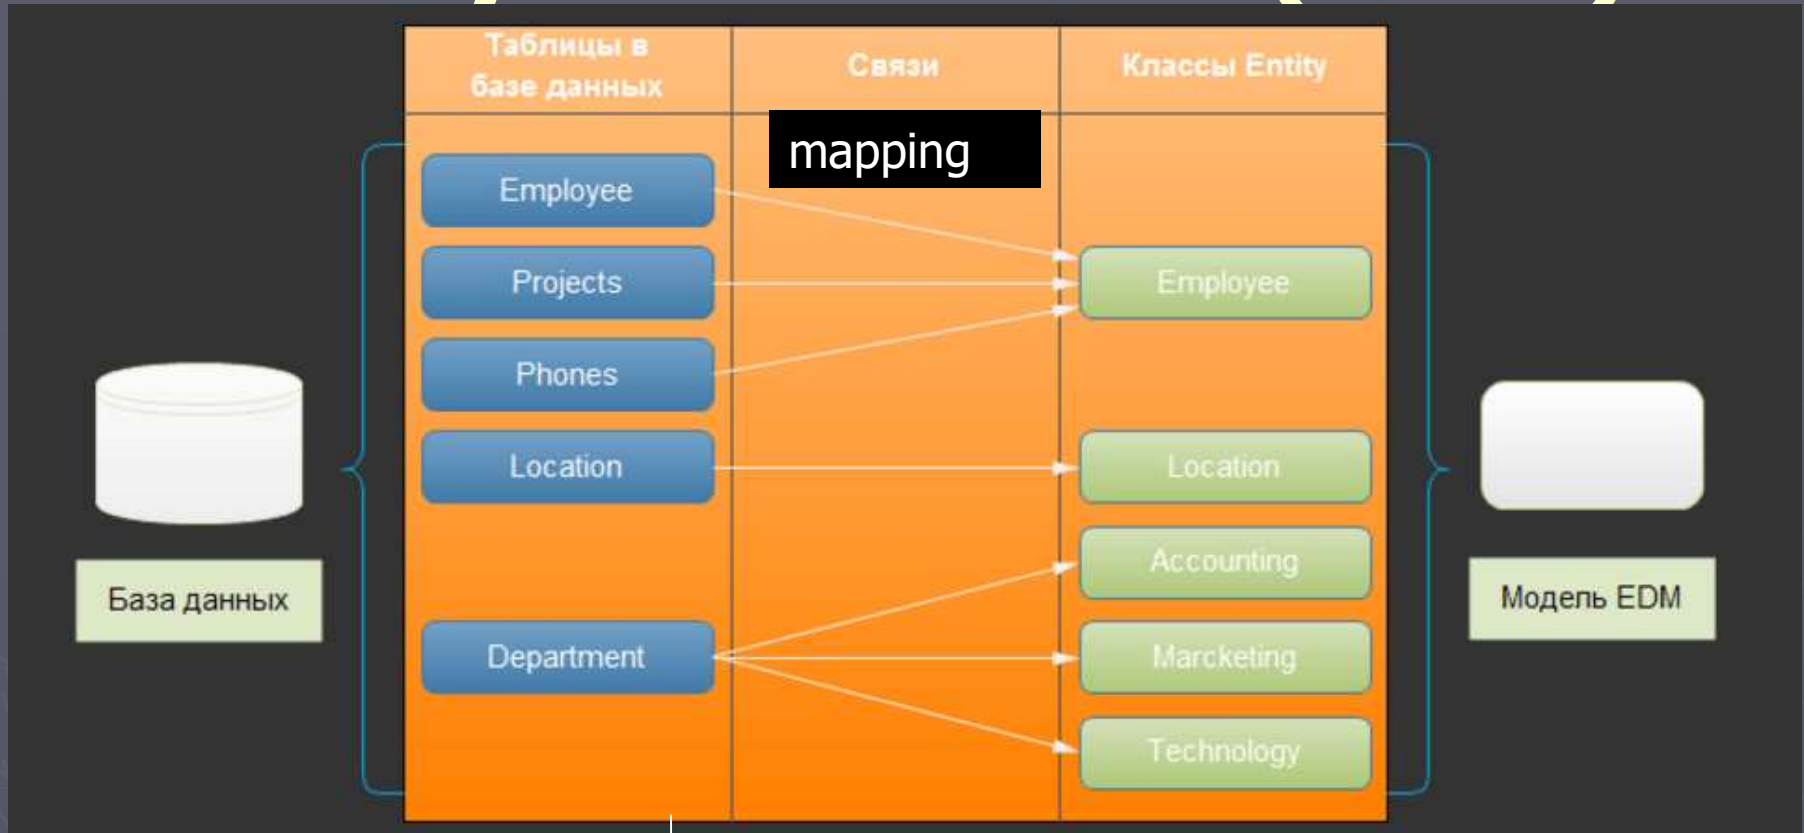 Таблицы в
базе данных
Связи
Классы Entity
mapping
Employee
Projects
Employee
Phones
Location
Location
Accounting
База данных
Модель EDM
Department
Marcketing
Technology